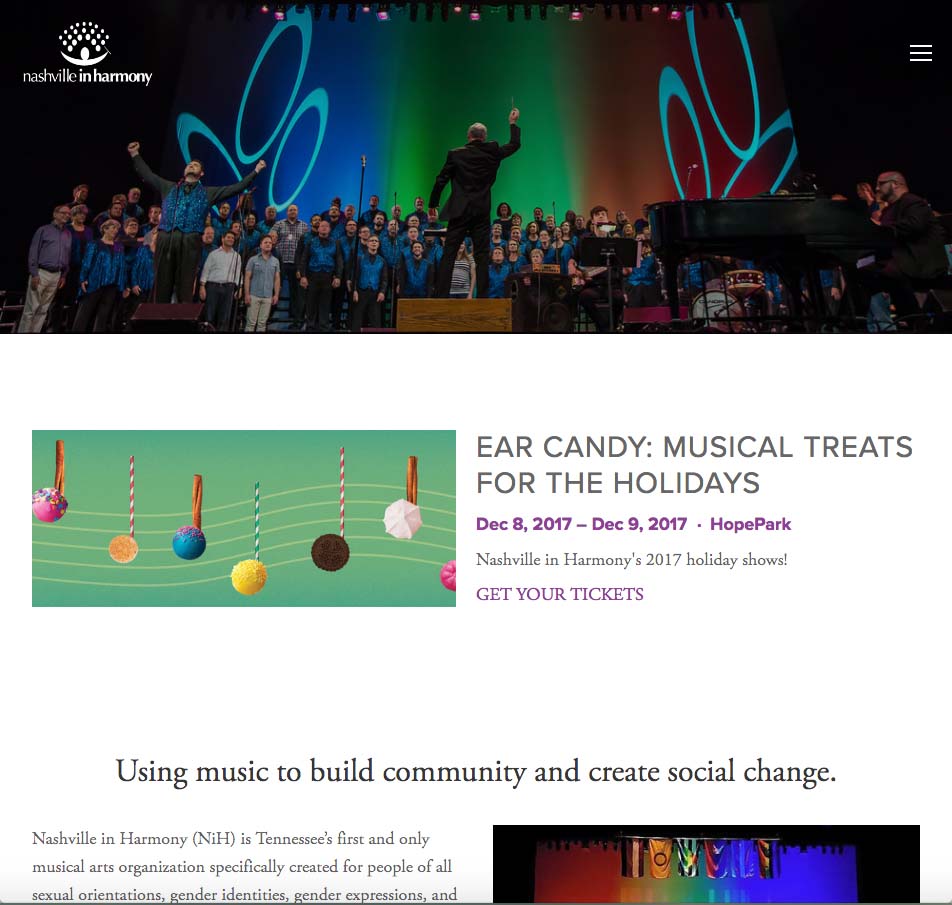 nashville in harmony
EAR CANDY: MUSICAL TREATS
FOR THE HOLIDAYS
Dec 8, 2017 – Dec 9, 2017 · HopePark
Nashville in Harmony's 2017 holiday shows!
GET YOUR TICKETS
Using music to build community and create social change.
Nashville in Harmony (NiH) is Tennessee’s first and only
musical arts organization specifically created for people of all
sexual orientations, gender identities, gender expressions, and